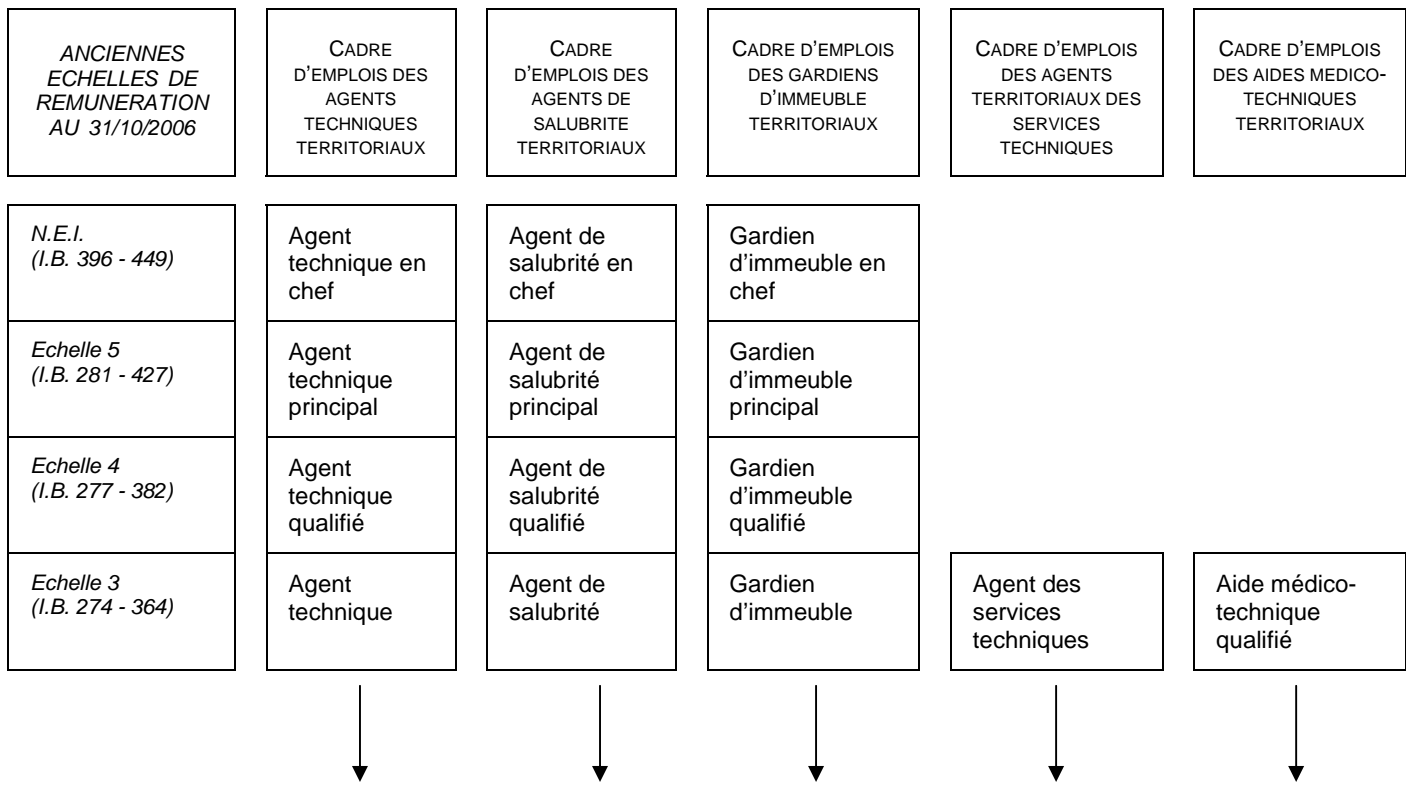 ANCIENNES
ECHELLES DE
REMUNERATION
AU 31/10/2006
CADRE
D'EMPLOIS DES
AGENTS
TECHNIQUES
TERRITORIAUX
CADRE
D'EMPLOIS DES
AGENTS DE
SALUBRITE
TERRITORIAUX
CADRE D'EMPLOIS
DES GARDIENS
D'IMMEUBLE
TERRITORIAUX
CADRE D'EMPLOIS
DES AGENTS
TERRITORIAUX DES
SERVICES
TECHNIQUES
CADRE D'EMPLOIS
DES AIDES MEDICO-
TECHNIQUES
TERRITORIAUX
N.E.I.
(I.B. 396 - 449)
Agent
technique en
chef
Agent de
salubrité en
chef
Gardien
d'immeuble en
chef
Echelle 5
(I.B. 281 - 427)
Agent
technique
principal
Agent de
salubrité
principal
Gardien
d'immeuble
principal
Echelle 4
(I.B. 277 - 382)
Agent
technique
qualifié
Agent de
salubrité
qualifié
Gardien
d'immeuble
qualifié
Echelle 3
(I.B. 274 - 364)
Agent
technique
Agent de
salubrité
Gardien
d'immeuble
Agent des
services
techniques
Aide médico-
technique
qualifié